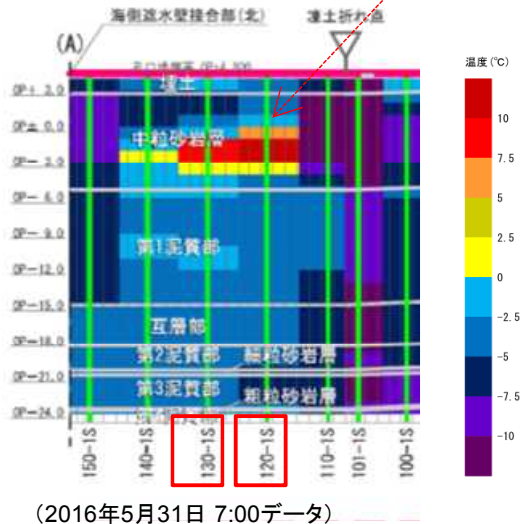 海側遮水壁接合部(北)
凍土折れ点
(A)
温度(℃)
埋土
OP+ 3.0
OP± 0.0
中粒砂岩層
OP- 3.0
OP- 6.0
OP- 9.0
第1泥質部
OP-12.0
OP-15.0
互層部
OP-18.0
第2泥質部 細粒砂岩層
OP-21.0
第3泥質部 粗粒砂岩層
OP-24.0
10
7.5
5
2.5
0
-2.5
-5
-7.5
-10
150-1S 140-1S 130-1S 120-1S 110-1S 101-1S 100-1S
(2016年5月31日 7:00データ)